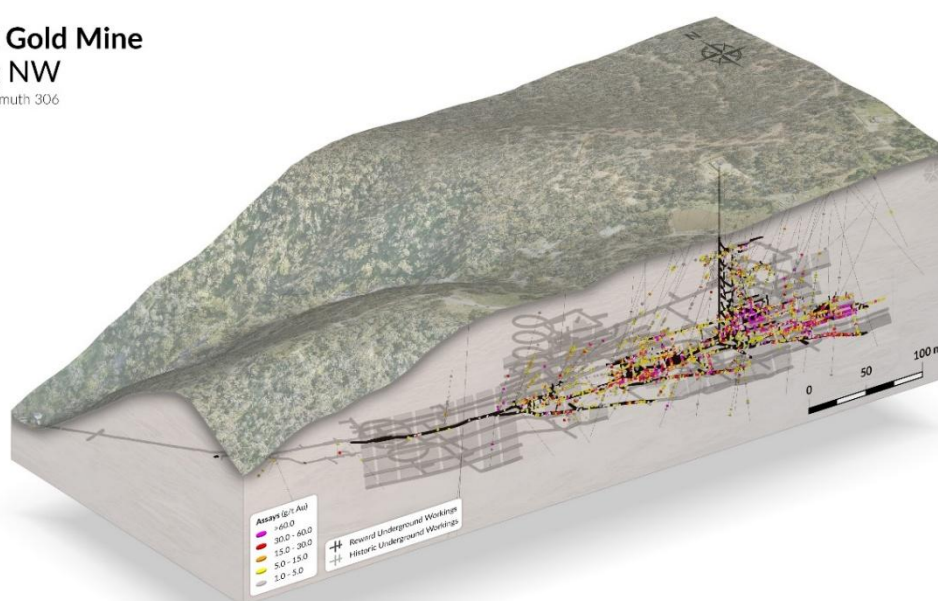 Gold Mine
NW
muth 306
N
0
50
100 m
Assays (g/t Au)
>60.0
30.0 - 60.0
15.0 - 30.0
5.0 - 15.0
1.0 - 5.0
Reward Underground Workings
Historic Underground Workings